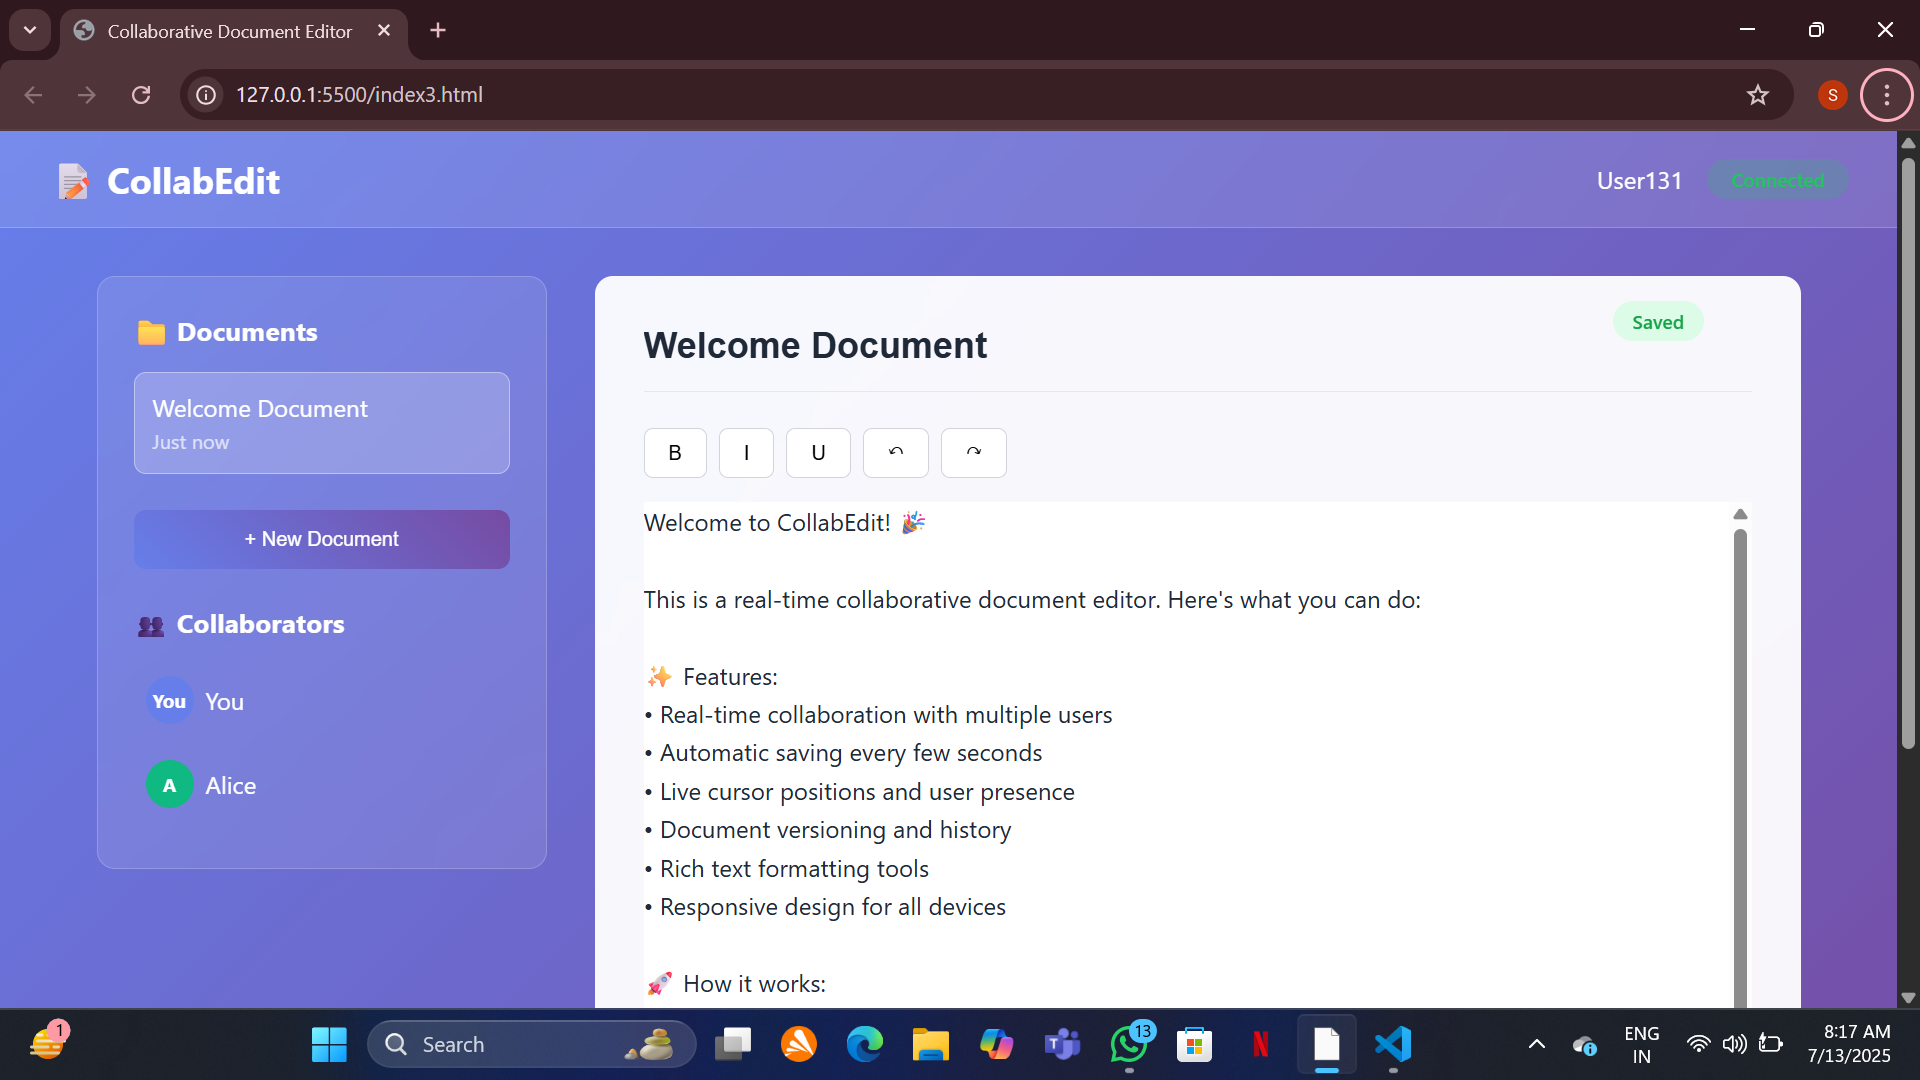 Collaborative Document Editor
127.0.0.1:5500/index3.html
S
CollabEdit
User131
Connected
Documents
Welcome Document
Just now
+ New Document
Collaborators
You You
A Alice
Saved
Welcome Document
B I U
Welcome to CollabEdit! 🎉
This is a real-time collaborative document editor. Here's what you can do:
✨ Features:
• Real-time collaboration with multiple users
• Automatic saving every few seconds
• Live cursor positions and user presence
• Document versioning and history
• Rich text formatting tools
• Responsive design for all devices
🚀 How it works:
1
Search
13
N
ENG
IN
8:17 AM
7/13/2025